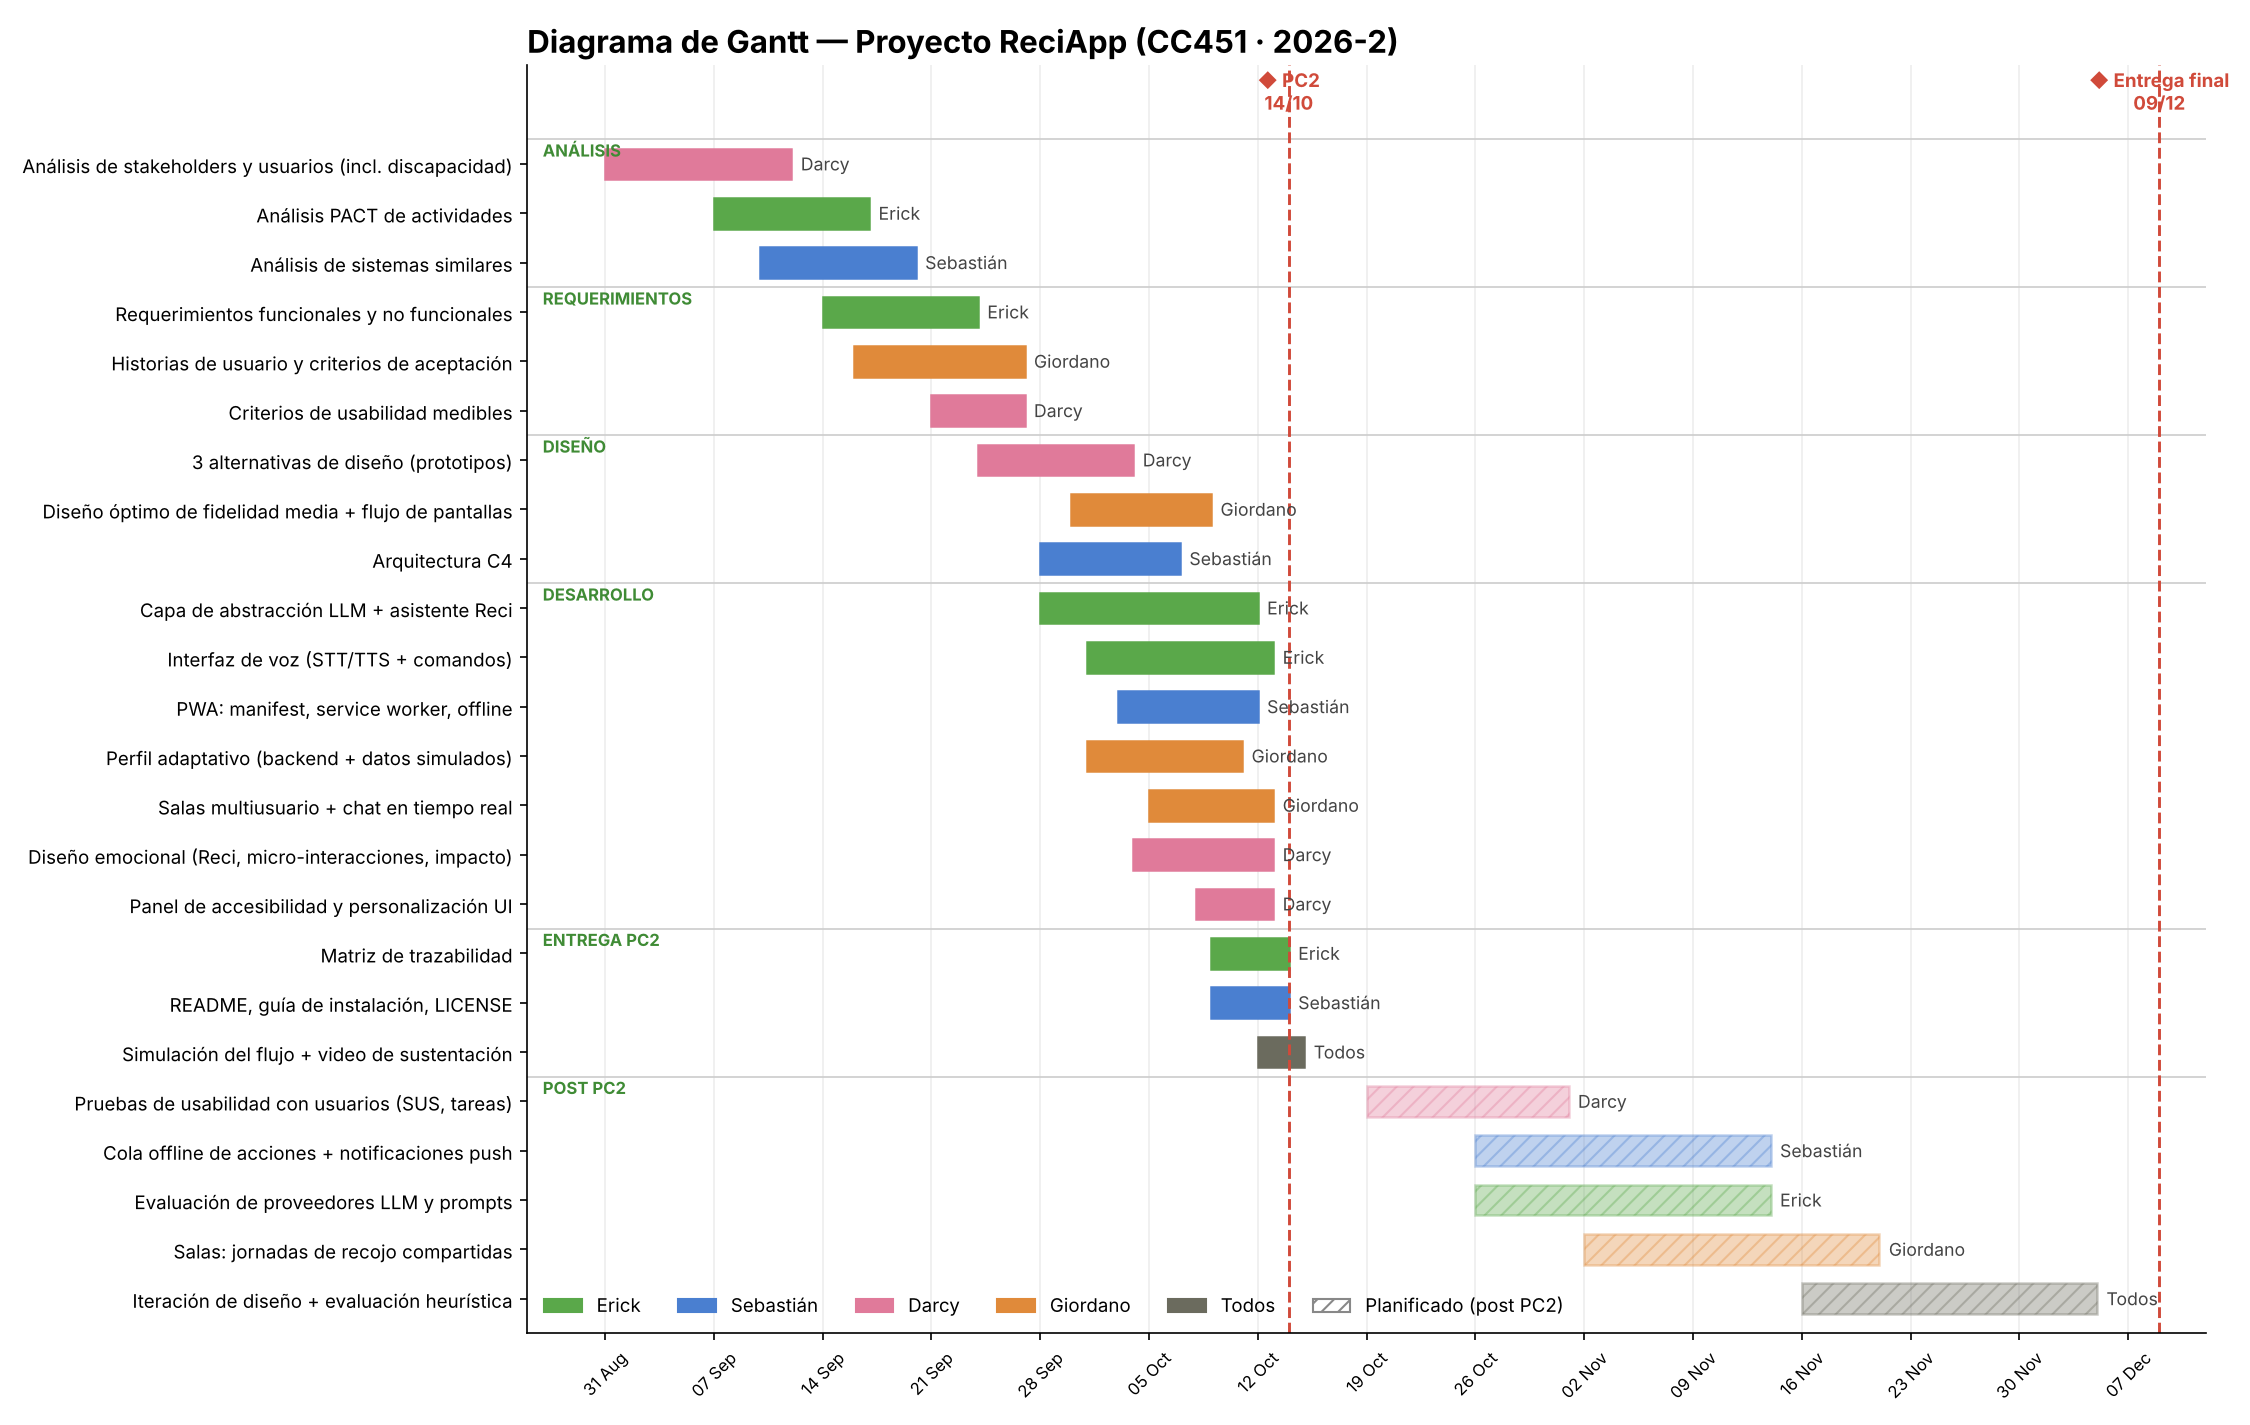 Diagrama de Gantt — Proyecto ReciApp (CC451 · 2026-2)
◆ PC2
14/10
◆ Entrega final
09/12
ANÁLISIS
Análisis de stakeholders y usuarios (incl. discapacidad) Darcy
Análisis PACT de actividades Erick
Análisis de sistemas similares Sebastián
REQUERIMIENTOS
Requerimientos funcionales y no funcionales Erick
Historias de usuario y criterios de aceptación Giordano
Criterios de usabilidad medibles Darcy
DISEÑO
3 alternativas de diseño (prototipos) Darcy
Diseño óptimo de fidelidad media + flujo de pantallas Giordano
Arquitectura C4 Sebastián
DESARROLLO
Capa de abstracción LLM + asistente Reci Erick
Interfaz de voz (STT/TTS + comandos) Erick
PWA: manifest, service worker, offline Sebastián
Perfil adaptativo (backend + datos simulados) Giordano
Salas multiusuario + chat en tiempo real Giordano
Diseño emocional (Reci, micro-interacciones, impacto) Darcy
Panel de accesibilidad y personalización UI Darcy
ENTREGA PC2
Matriz de trazabilidad Erick
README, guía de instalación, LICENSE Sebastián
Simulación del flujo + video de sustentación Todos
POST PC2
Pruebas de usabilidad con usuarios (SUS, tareas) Darcy
Cola offline de acciones + notificaciones push Sebastián
Evaluación de proveedores LLM y prompts Erick
Salas: jornadas de recojo compartidas Giordano
Iteración de diseño + evaluación heurística Todos
Erick Sebastián Darcy Giordano Todos Planificado (post PC2)
31 Aug 07 Sep 14 Sep 21 Sep 28 Sep 05 Oct 12 Oct 19 Oct 26 Oct 02 Nov 09 Nov 16 Nov 23 Nov 30 Nov 07 Dec